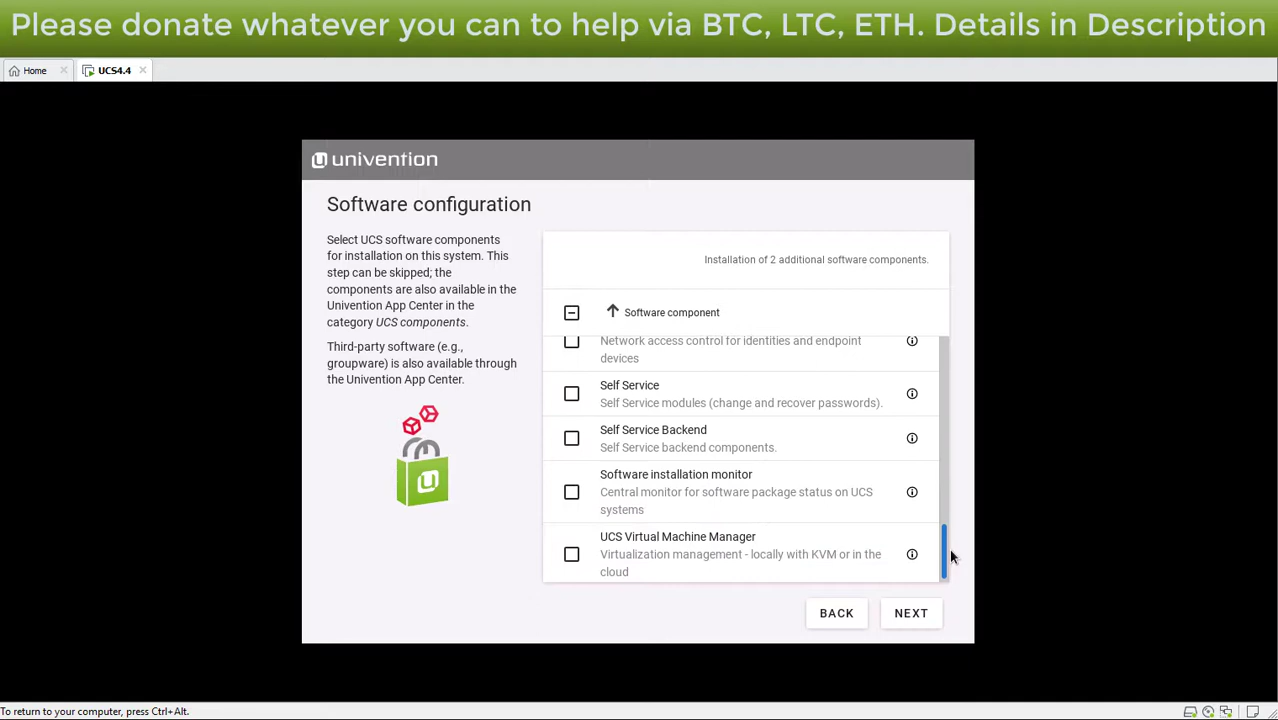 Please donate whatever you can to help via BTC, LTC, ETH. Details in Description
Home
UCS4.4
univention
Software configuration
Select UCS software components
for installation on this system. This
step can be skipped; the
components are also available in the
Univention App Center in the
category UCS components.
Third-party software (e.g.,
groupware) is also available through
the Univention App Center.
Installation of 2 additional software components.
Software component
Network access control for identities and endpoint
devices
Self Service
Self Service modules (change and recover passwords).
Self Service Backend
Self Service backend components.
Software installation monitor
Central monitor for software package status on UCS
systems
UCS Virtual Machine Manager
Virtualization management - locally with KVM or in the
cloud
BACK
NEXT
To return to your computer, press Ctrl+Alt.